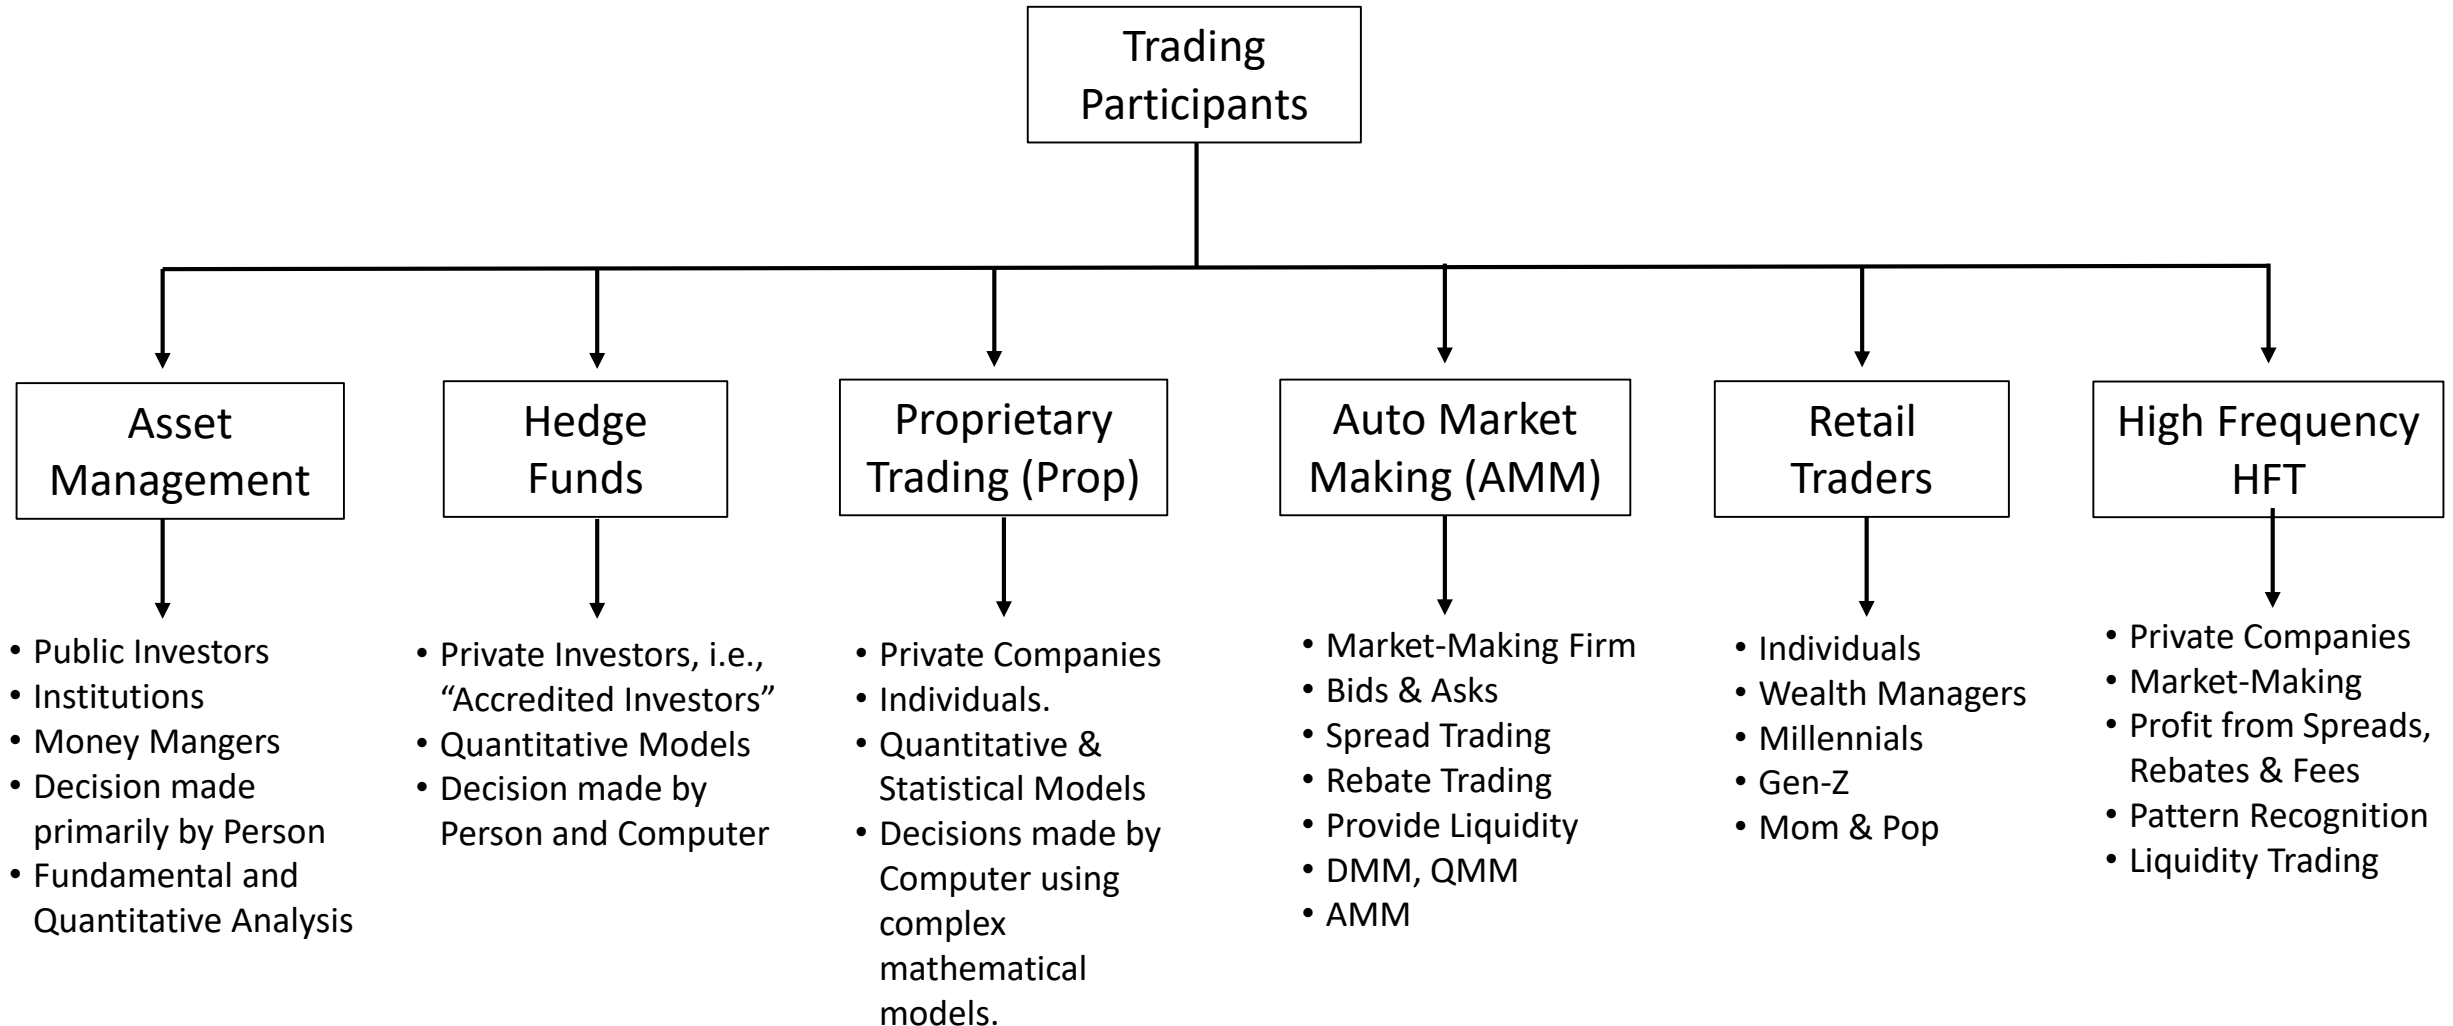 Trading
Participants
Asset
Management
Hedge
Funds
Proprietary
Trading (Prop)
Auto Market
Making (AMM)
Retail
Traders
High Frequency
HFT
• Public Investors
• Institutions
• Money Mangers
• Decision made
primarily by Person
• Fundamental and
Quantitative Analysis
• Private Investors, i.e.,
“Accredited Investors”
• Quantitative Models
• Decision made by
Person and Computer
• Private Companies
• Individuals.
• Quantitative &
Statistical Models
• Decisions made by
Computer using
complex
mathematical
models.
• Market-Making Firm
• Bids & Asks
• Spread Trading
• Rebate Trading
• Provide Liquidity
• DMM, QMM
• AMM
• Individuals
• Wealth Managers
• Millennials
• Gen-Z
• Mom & Pop
• Private Companies
• Market-Making
• Profit from Spreads,
Rebates & Fees
• Pattern Recognition
• Liquidity Trading